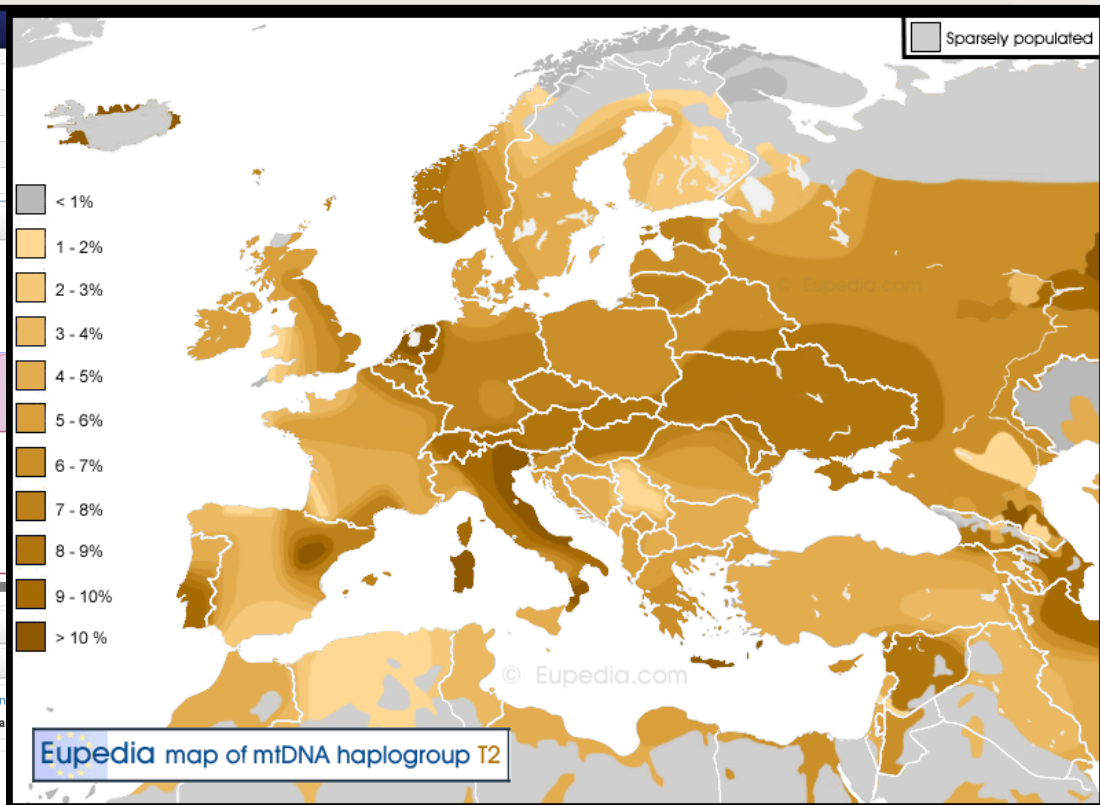 Sparsely populated
< 1%
1 - 2%
2 - 3%
3 - 4%
4 - 5%
5 - 6%
6 - 7%
7 - 8%
8 - 9%
9 - 10%
> 10 %
© Eupedia.com
© Eupedia.com
Eupedia map of mtDNA haplogroup T2